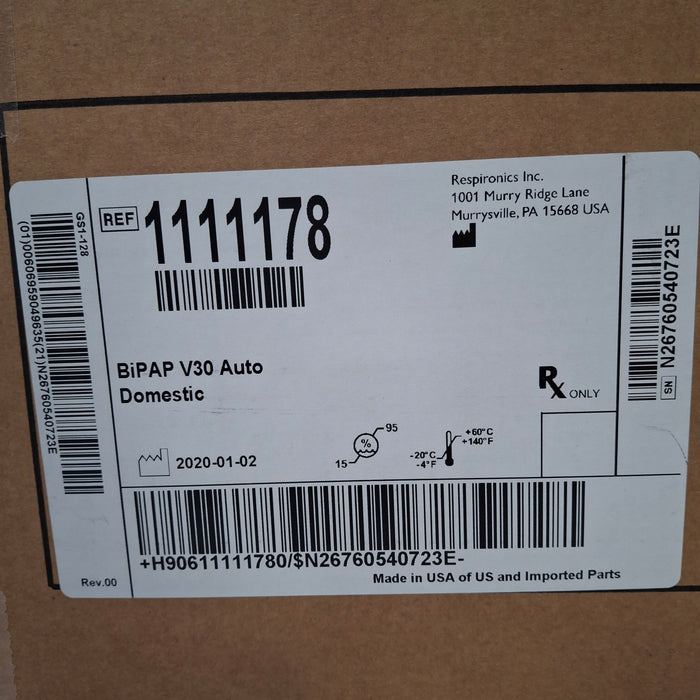 REF 1111178
Respironics Inc.
1001 Murry Ridge Lane
Murrysville, PA 15668 USA
GS1-128
(01)00606959049635(21)N26760540723E
BiPAP V30 Auto
Domestic
Rx ONLY
SN N26760540723E
2020-01-02
% 95
15
+60°C
+140°F
-20°C
-4°F
+H90611111780/$N26760540723E-
Rev.00
Made in USA of US and Imported Parts